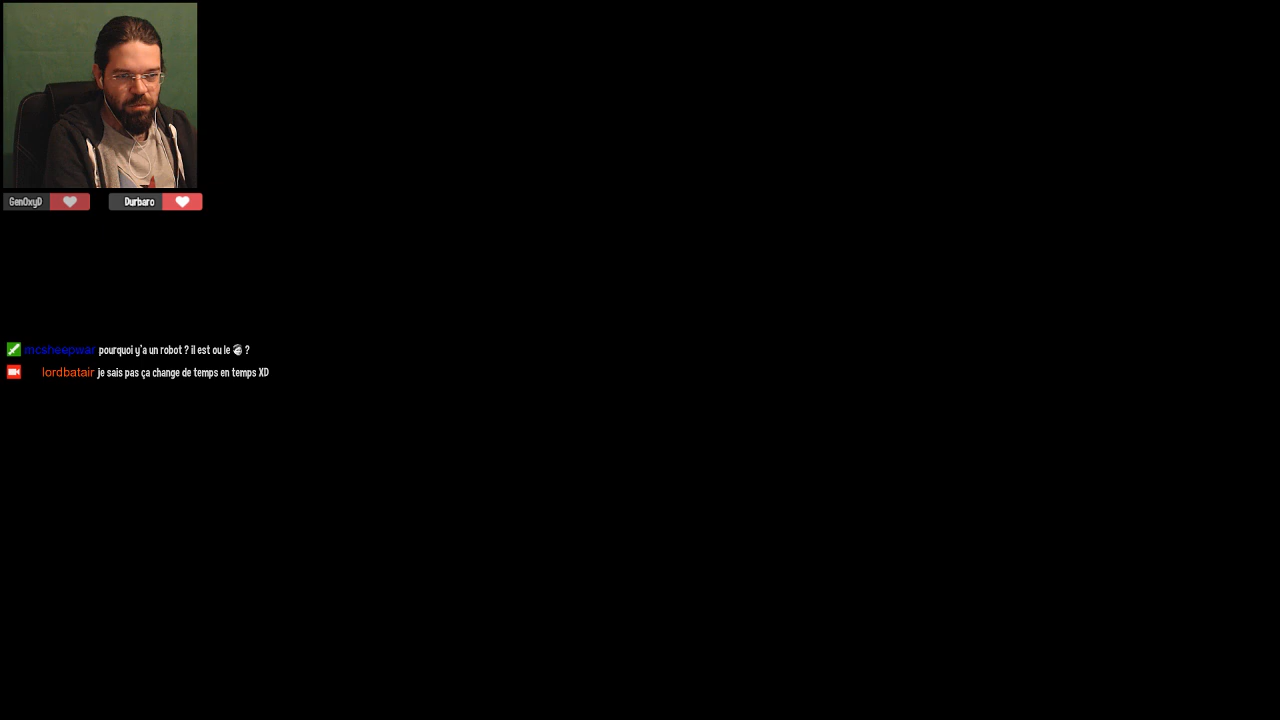 GenOxyD
Durbaro
mcsheepwar pourquoi y'a un robot ? il est ou le ?
lordbatair je sais pas ça change de temps en temps XD